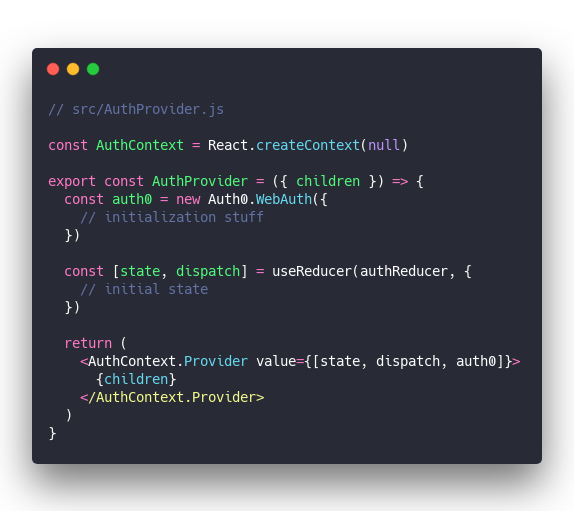 // src/AuthProvider.js
const AuthContext = React.createContext(null)
export const AuthProvider = ({ children }) => {
  const auth0 = new Auth0.WebAuth({
    // initialization stuff
  })
  const [state, dispatch] = useReducer(authReducer, {
    // initial state
  })
  return (
    <AuthContext.Provider value={[state, dispatch, auth0]}>
      {children}
    </AuthContext.Provider>
  )
}